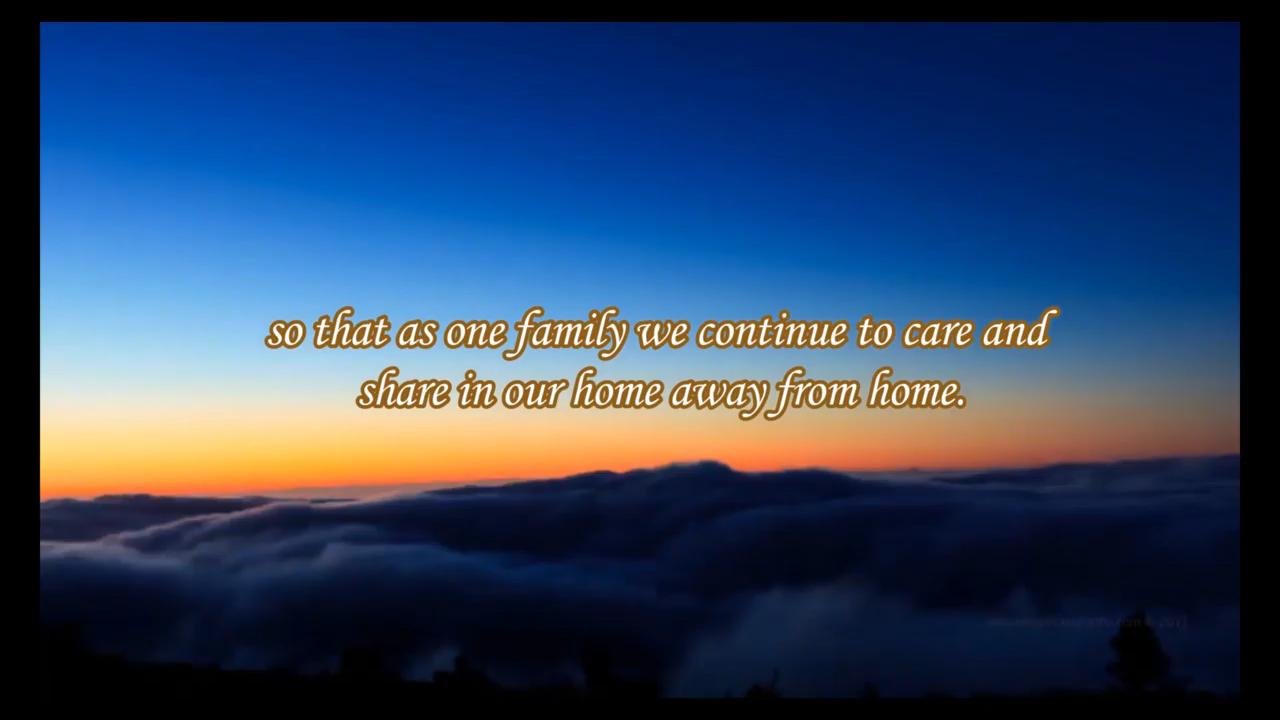 so that as one family we continue to care and
share in our home away from home.